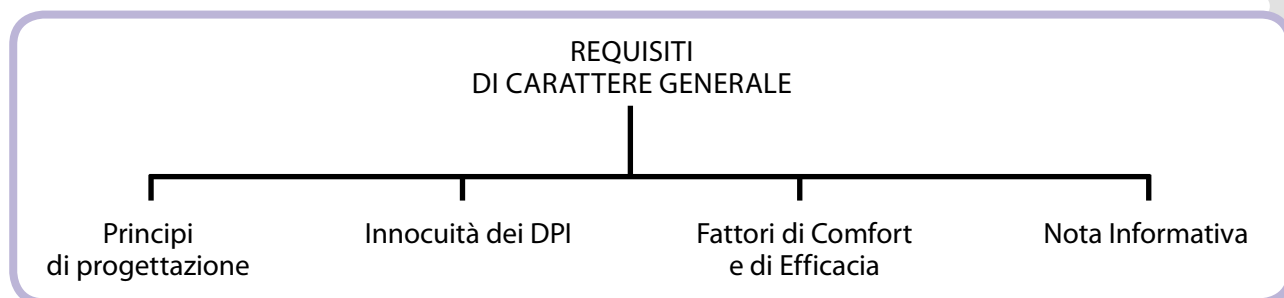 REQUISITI
DI CARATTERE GENERALE
Principi
di progettazione
Innocuità dei DPI
Fattori di Comfort
e di Efficacia
Nota Informativa